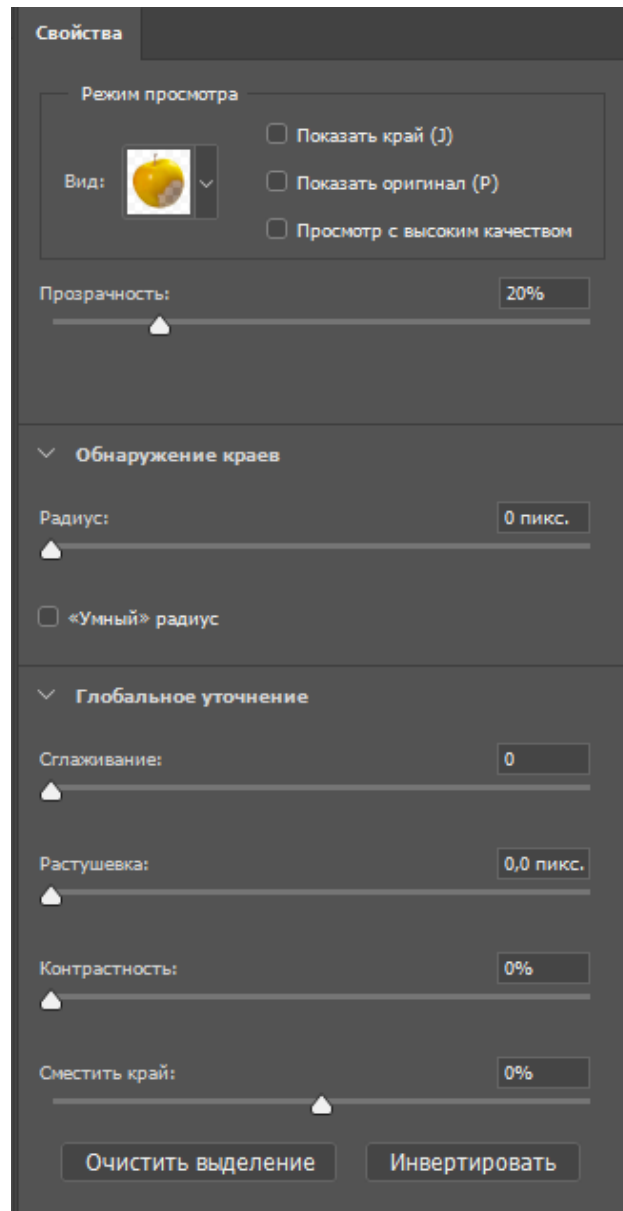 Свойства
Режим просмотра
Показать край (J)
Вид:
Показать оригинал (P)
Просмотр с высоким качеством
Прозрачность:
20%
Обнаружение краев
Радиус:
0 пикс.
«Умный» радиус
Глобальное уточнение
Сглаживание:
0
Растушевка:
0,0 пикс.
Контрастность:
0%
Сместить край:
0%
Очистить выделение
Инвертировать